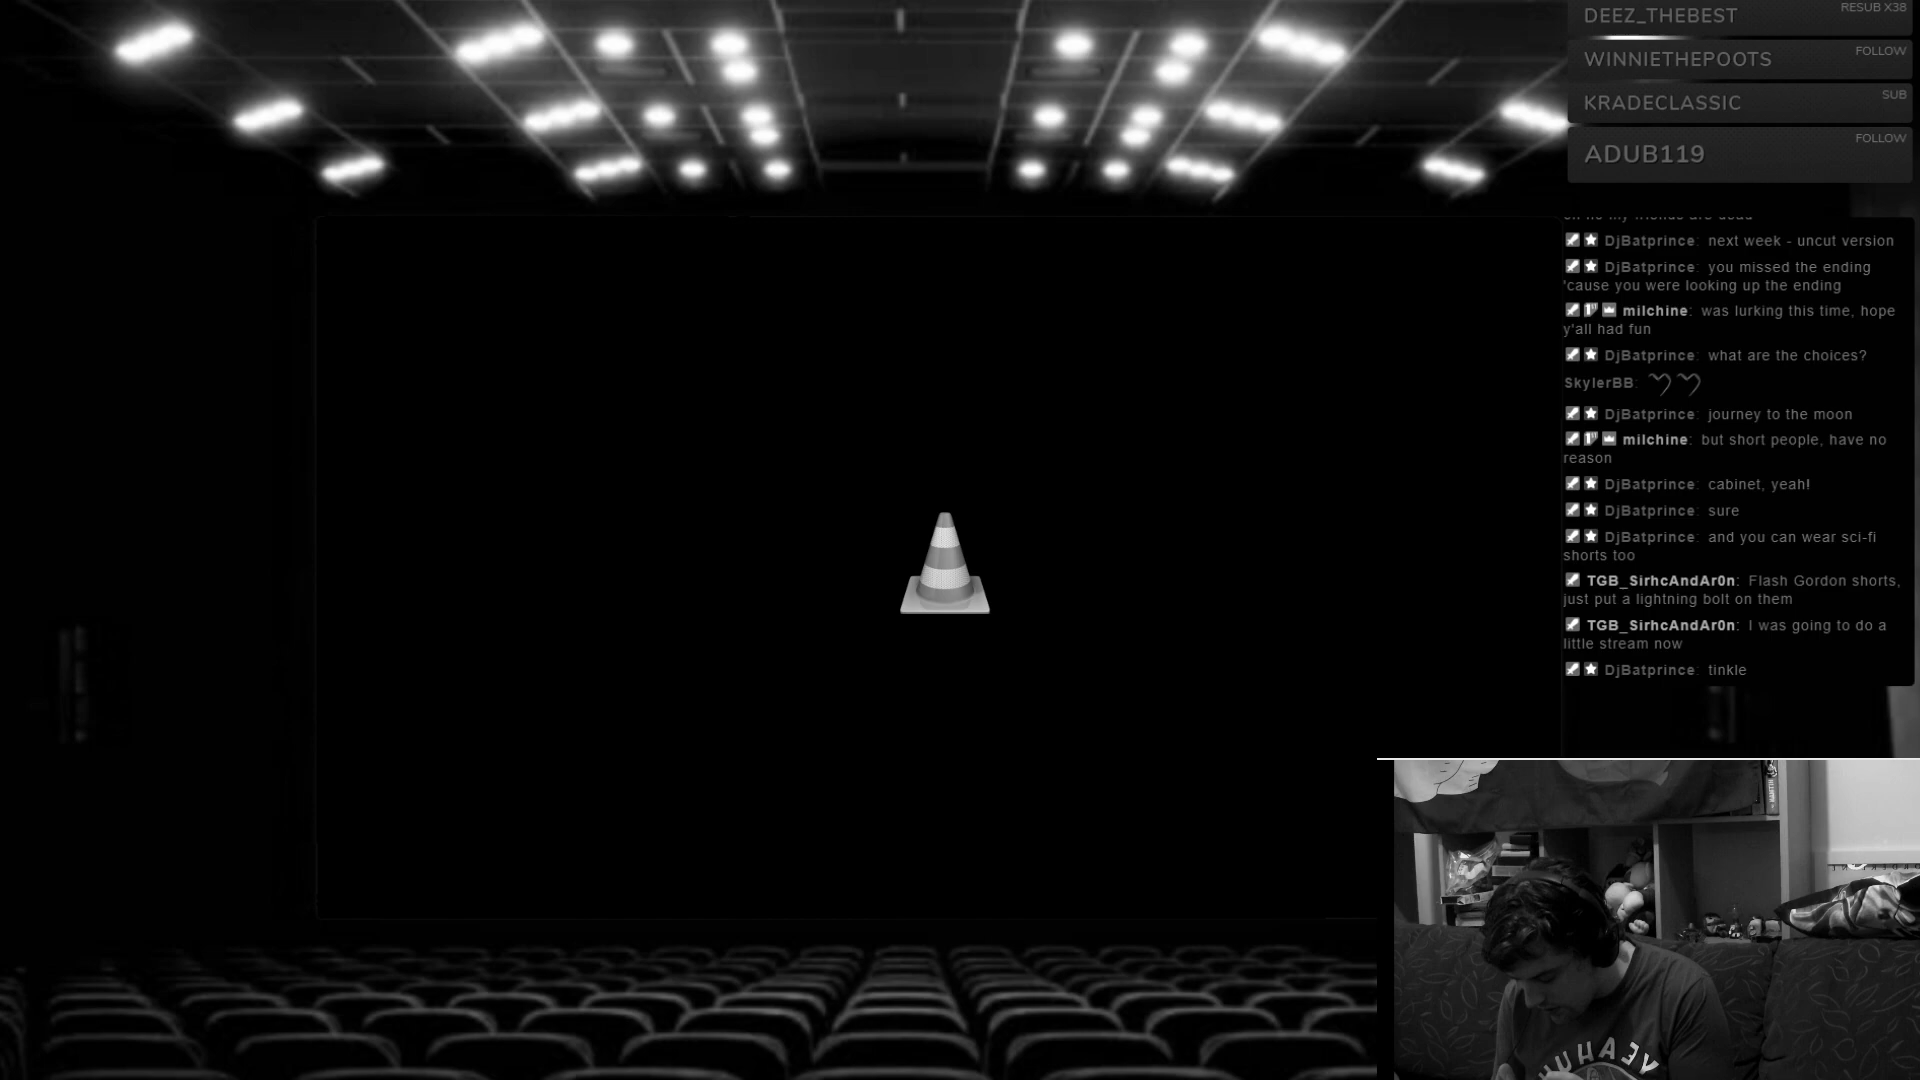 DEEZ_THEBEST
RESUB X38
WINNIETHEPOOTS
FOLLOW
KRADECLASSIC
SUB
ADUB119
FOLLOW
DjBatprince: next week - uncut version
DjBatprince: you missed the ending
'cause you were looking up the ending
milchine: was lurking this time, hope
y'all had fun
DjBatprince: what are the choices?
SkylerBB:
DjBatprince: journey to the moon
milchine: but short people, have no
reason
DjBatprince: cabinet, yeah!
DjBatprince: sure
DjBatprince: and you can wear sci-fi
shorts too
TGB_SirhcAndAr0n: Flash Gordon shorts,
just put a lightning bolt on them
TGB_SirhcAndAr0n: I was going to do a
little stream now
DjBatprince: tinkle